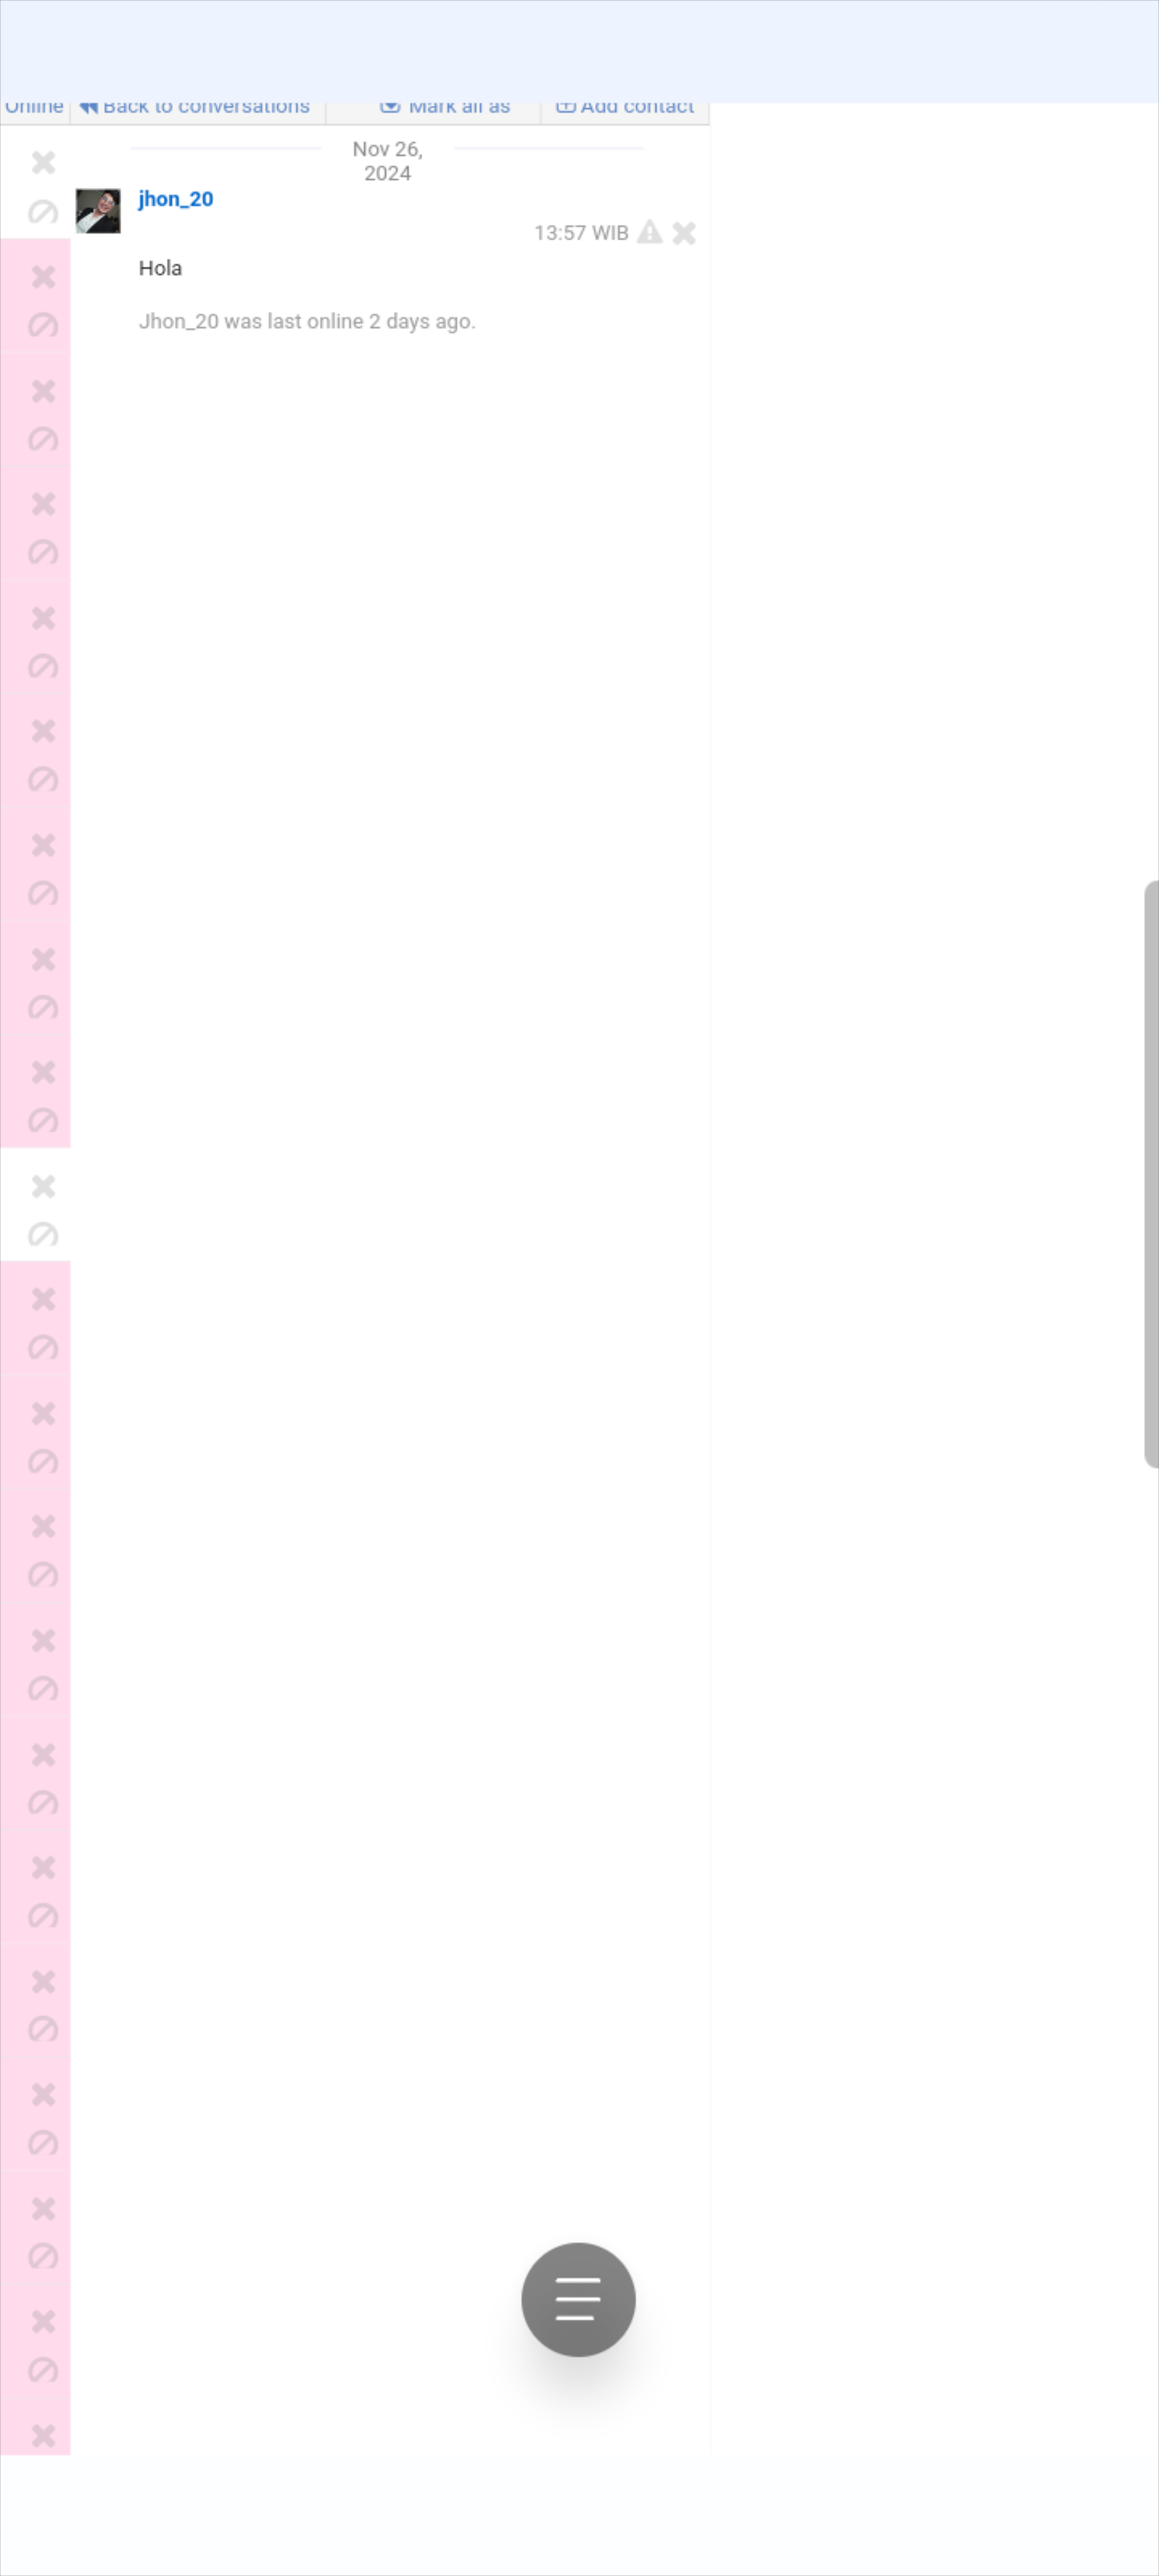 Online Back to conversations Mark all as Add contact
Nov 26,
2024
jhon_20
13:57 WIB
Hola
Jhon_20 was last online 2 days ago.